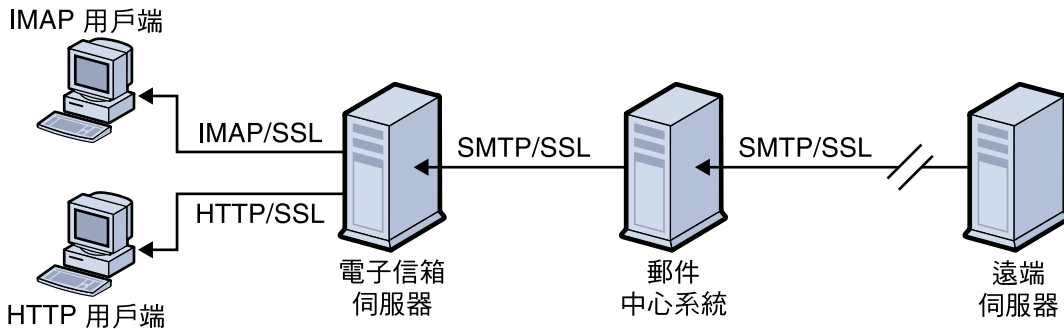 IMAP 用戶端
IMAP/SSL
SMTP/SSL
SMTP/SSL
HTTP/SSL
電子信箱
伺服器
郵件
中心系統
遠端
伺服器
HTTP 用戶端